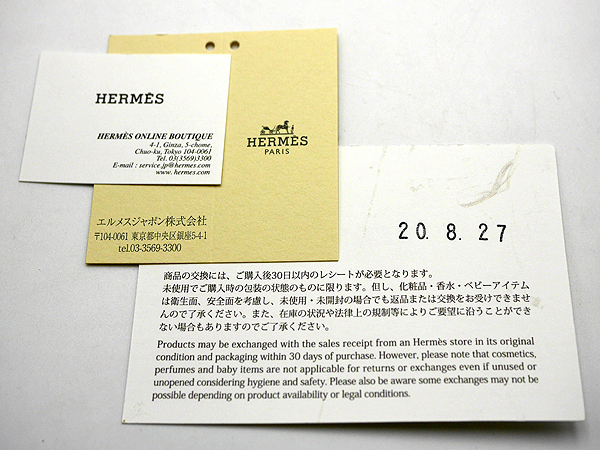 HERMÈS
HERMÈS ONLINE BOUTIQUE
4-1, Ginza, 5-chome,
Chuo-ku, Tokyo 104-0061
Tel. 03(3569)3300
E-mail : service.jp@hermes.com
www. hermes.com
HERMÈS
PARIS
エルメスジャポン株式会社
〒104-0061 東京都中央区銀座5-4-1
tel.03-3569-3300
20. 8. 27
商品の交換には、ご購入後30日以内のレシートが必要となります。
未使用でご購入時の包装の状態のものに限ります。但し、化粧品・香水・ベビーアイテム
は衛生面、安全面を考慮し、未使用・未開封の場合でも返品または交換をお受けできませ
んので了承ください。また、在庫の状況や法律上の規制等によりご要望に沿うことができ
ない場合もありますのでご了承ください。
Products may be exchanged with the sales receipt from an Hermès store in its original
condition and packaging within 30 days of purchase. However, please note that cosmetics,
perfumes and baby items are not applicable for returns or exchanges even if unused or
unopened considering hygiene and safety. Please also be aware some exchanges may not be
possible depending on product availability or legal conditions.